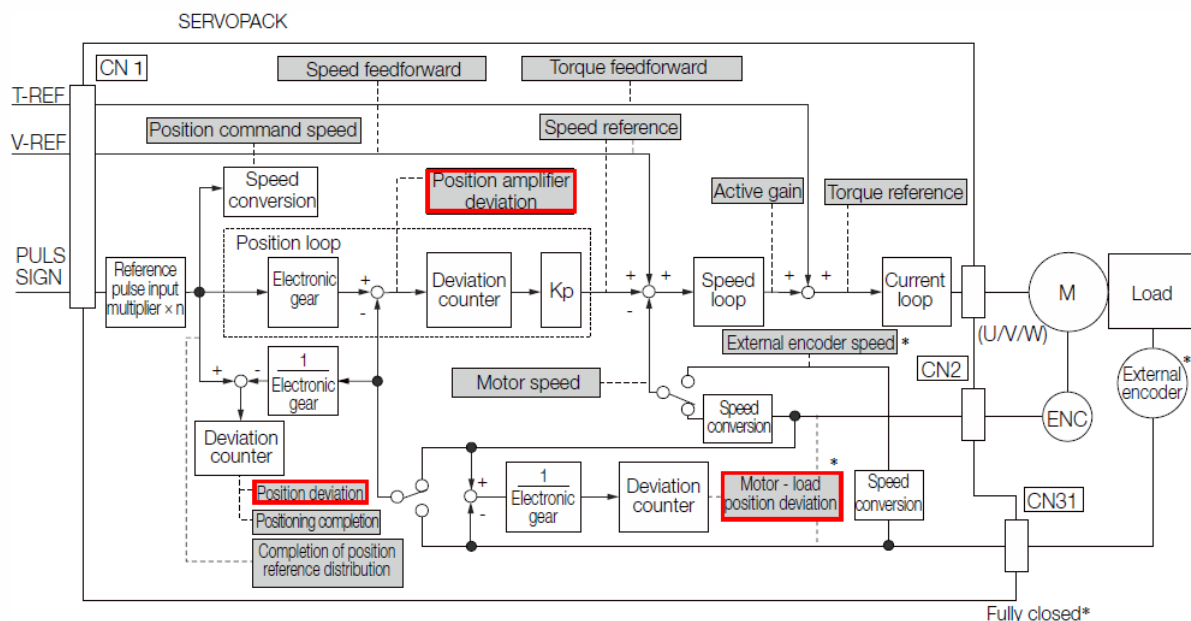 SERVOPACK
CN 1
Speed feedforward
Torque feedforward
T-REF
Position command speed
Speed reference
V-REF
Speed
conversion
Position amplifier
deviation
Active gain
Torque reference
PULS
SIGN
Position loop
Reference
pulse input
multiplier × n
Electronic
gear
+
-
Deviation
counter
Kp
+
+
-
+
Speed
loop
+
+
Current
loop
M
Load
(U/V/W)
External encoder speed *
CN2
External
encoder
*
+
-
1
Electronic
gear
Motor speed
Speed
conversion
ENC
Deviation
counter
Position deviation
Positioning completion
Completion of position
reference distribution
+
-
1
Electronic
gear
Deviation
counter
*
Motor - load
position deviation
Speed
conversion
CN31
Fully closed*